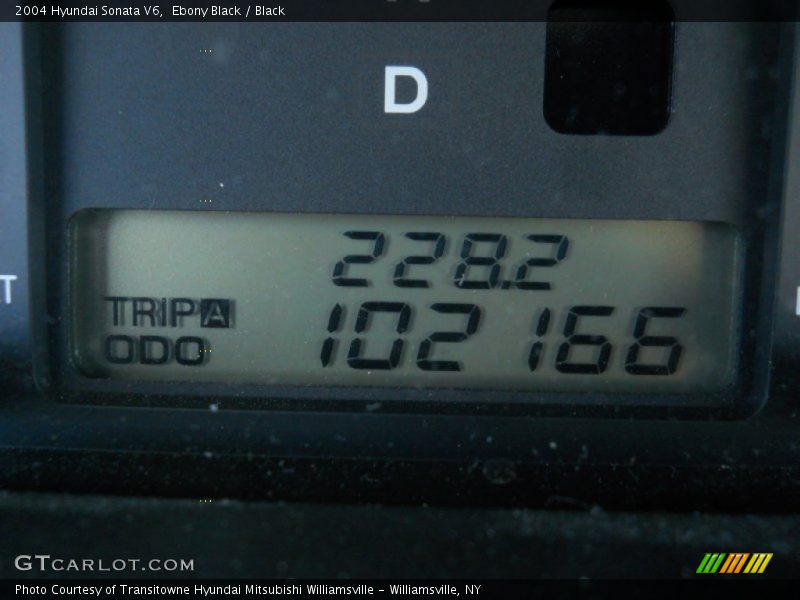 2004 Hyundai Sonata V6, Ebony Black / Black
D
228.2
TRIP A
ODO 102166
GTCARLOT.COM
Photo Courtesy of Transitowne Hyundai Mitsubishi Williamsville - Williamsville, NY